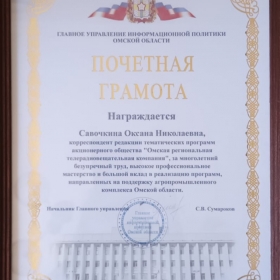 ГЛАВНОЕ УПРАВЛЕНИЕ ИНФОРМАЦИОННОЙ ПОЛИТИКИ
ОМСКОЙ ОБЛАСТИ
ПОЧЕТНАЯ
ГРАМОТА
Награждается
Савочкина Оксана Николаевна,
корреспондент редакции тематических программ
акционерного общества "Омская региональная
телерадиовещательная компания", за многолетний
безупречный труд, высокое профессиональное
мастерство и большой вклад в реализацию программ,
направленных на поддержку агропромышленного
комплекса Омской области.
Начальник Главного управления С.В. Сумароков